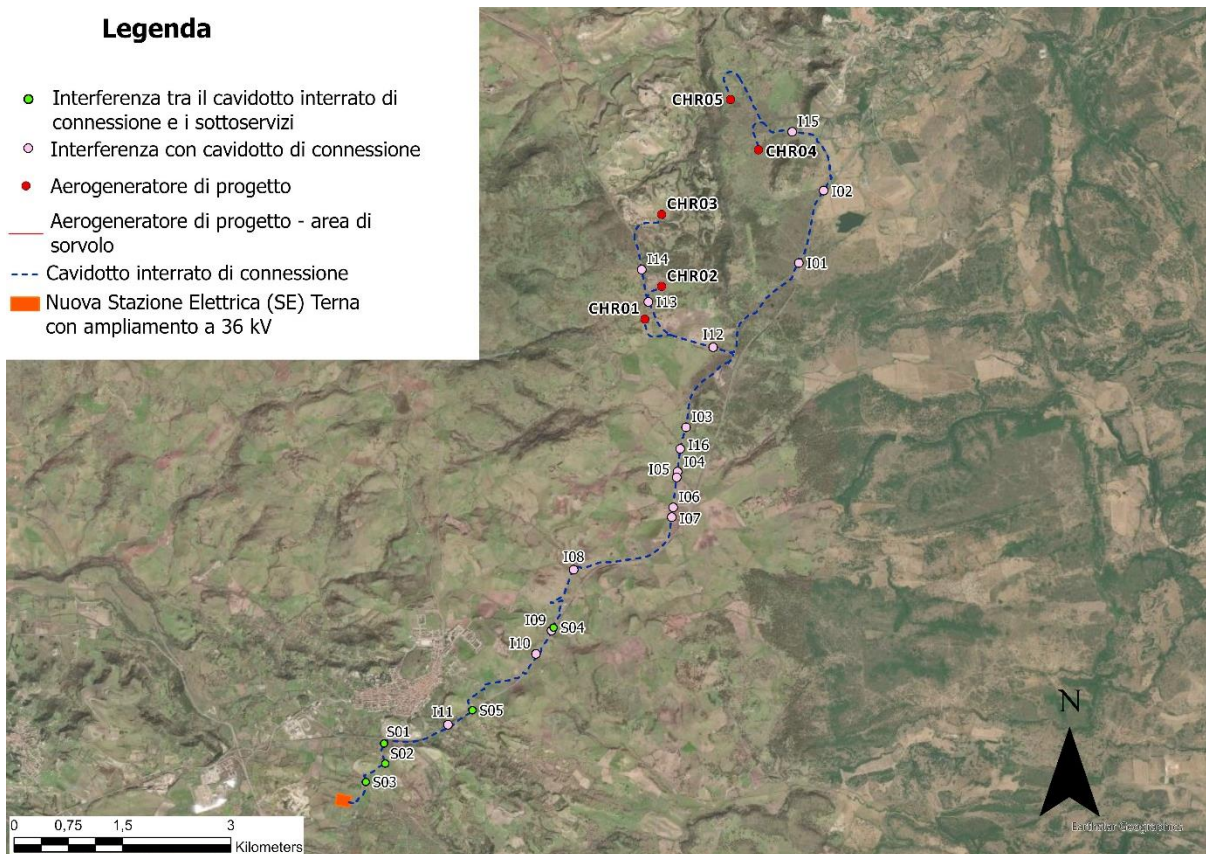 Legenda
Interferenza tra il cavidotto interrato di
connessione e i sottoservizi
Interferenza con cavidotto di connessione
Aerogeneratore di progetto
Aerogeneratore di progetto - area di
sorvolo
Cavidotto interrato di connessione
Nuova Stazione Elettrica (SE) Terna
con ampliamento a 36 kV
CHR05
I15
CHR04
I02
CHR03
I01
I14
CHR02
I13
CHR01
I12
I03
I16
I04
I05
I06
I07
I08
I09
S04
I10
S05
I11
S01
S02
S03
N
0 0,75 1,5 3
Kilometers
Earthstar Geographics